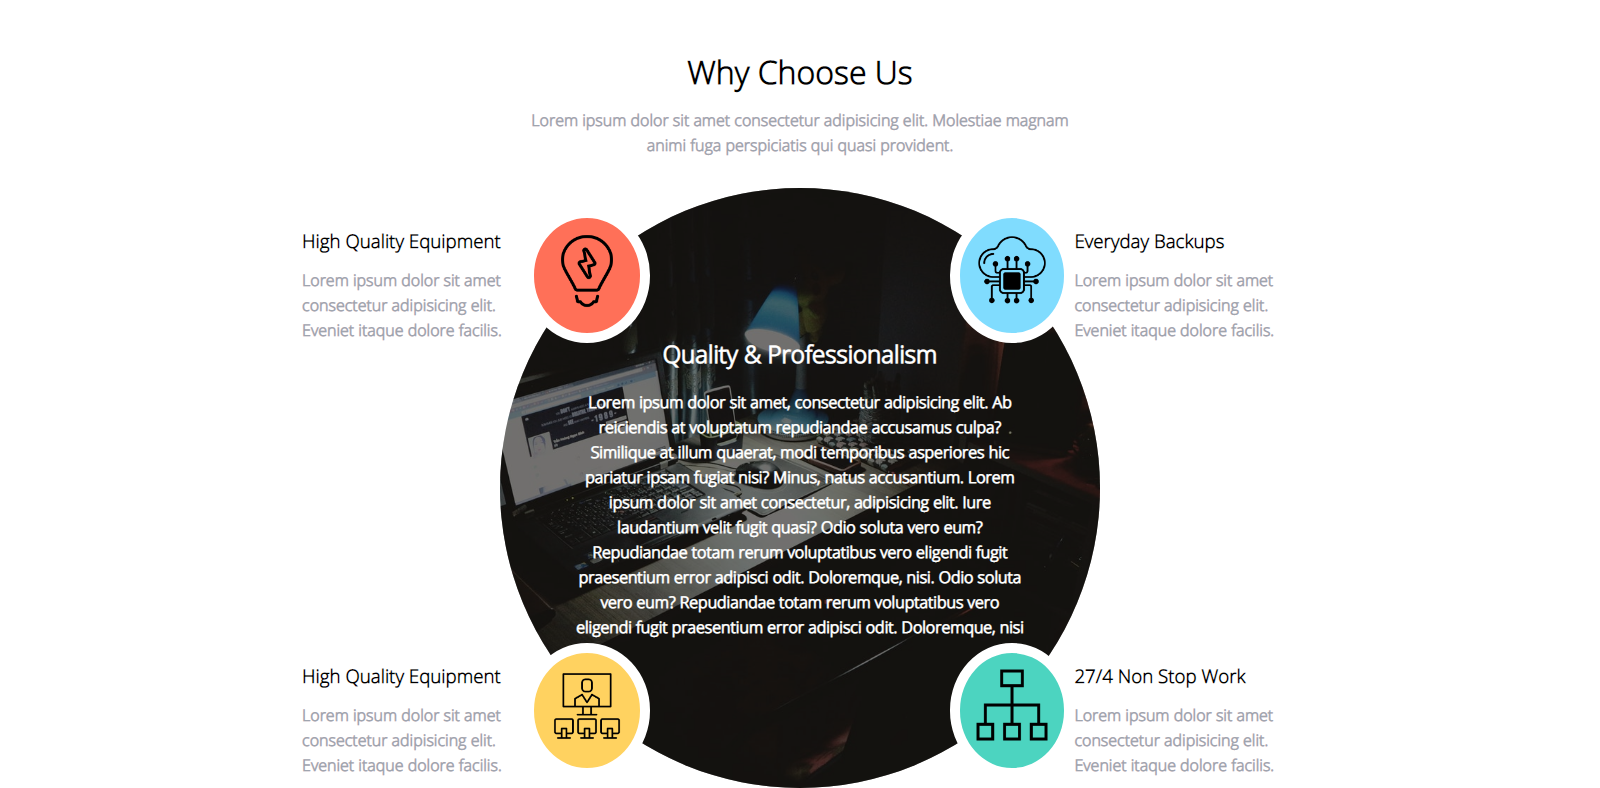 Why Choose Us
Lorem ipsum dolor sit amet consectetur adipisicing elit. Molestiae magnam
animi fuga perspiciatis qui quasi provident.
High Quality Equipment
Lorem ipsum dolor sit amet
consectetur adipisicing elit.
Eveniet itaque dolore facilis.
Everyday Backups
Lorem ipsum dolor sit amet
consectetur adipisicing elit.
Eveniet itaque dolore facilis.
Quality & Professionalism
Lorem ipsum dolor sit amet, consectetur adipisicing elit. Ab
reiciendis at voluptatum repudiandae accusamus culpa?
Similique at illum quaerat, modi temporibus asperiores hic
pariatur ipsam fugiat nisi? Minus, natus accusantium. Lorem
ipsum dolor sit amet consectetur, adipisicing elit. Iure
laudantium velit fugit quasi? Odio soluta vero eum?
Repudiandae totam rerum voluptatibus vero eligendi fugit
praesentium error adipisci odit. Doloremque, nisi. Odio soluta
vero eum? Repudiandae totam rerum voluptatibus vero
eligendi fugit praesentium error adipisci odit. Doloremque, nisi
High Quality Equipment
Lorem ipsum dolor sit amet
consectetur adipisicing elit.
Eveniet itaque dolore facilis.
27/4 Non Stop Work
Lorem ipsum dolor sit amet
consectetur adipisicing elit.
Eveniet itaque dolore facilis.